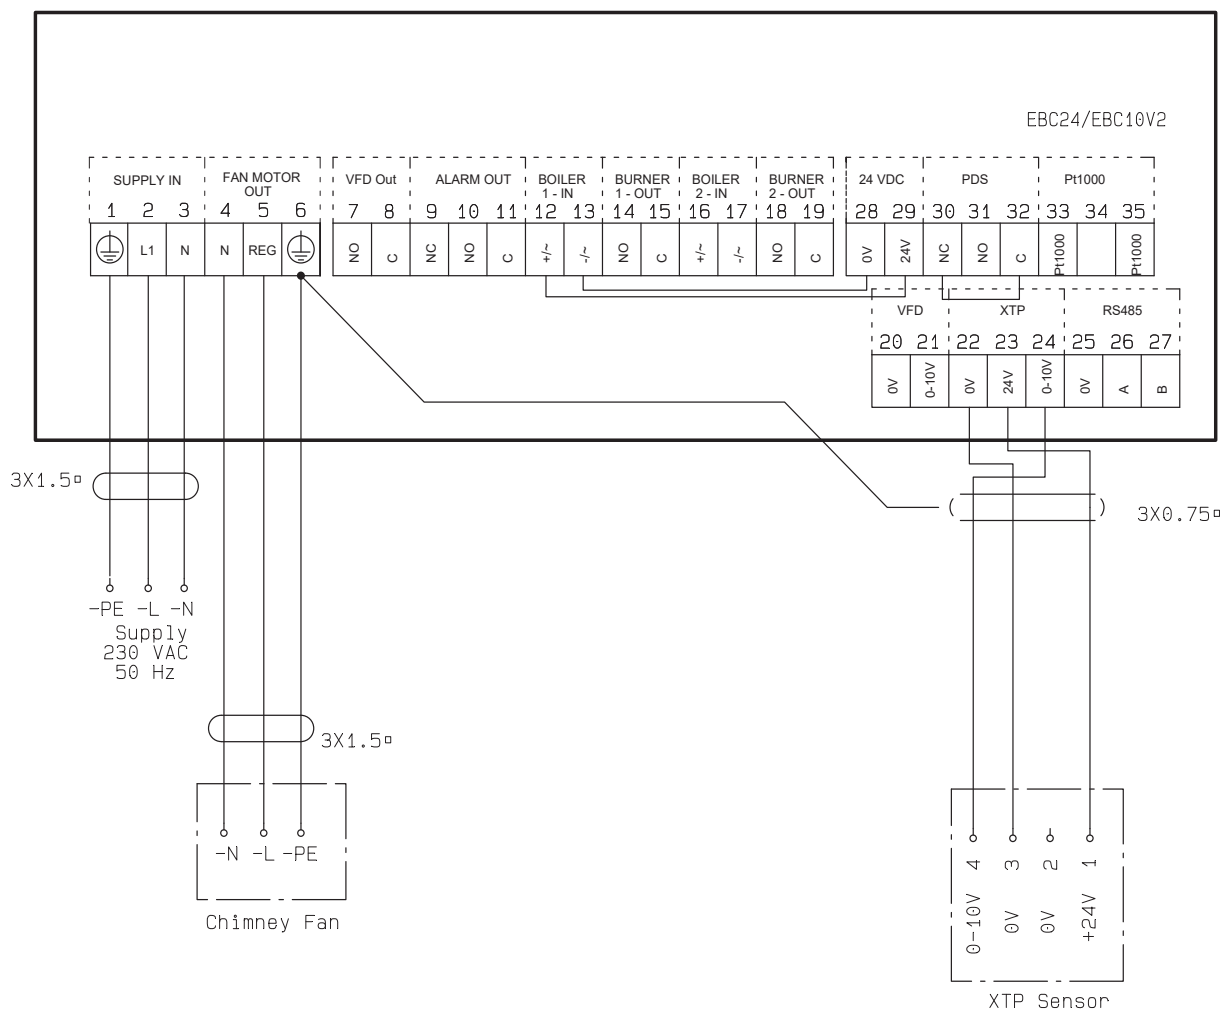 EBC24/EBC10V2
SUPPLY IN
FAN MOTOR
OUT
VFD Out
ALARM OUT
BOILER
1 - IN
BURNER
1 - OUT
BOILER
2 - IN
BURNER
2 - OUT
24 VDC
PDS
Pt1000
1 2 3 4 5 6 7 8 9 10 11 12 13 14 15 16 17 18 19 28 29 30 31 32 33 34 35
L1 N N REG NO C NC NO C +/~ -/~ NO C +/~ -/~ NO C 0V 24V NC NO C Pt1000 Pt1000
VFD
XTP
RS485
20 21 22 23 24 25 26 27
0V 0-10V 0V 24V 0-10V 0V A B
3X1.5▫
3X0.75▫
-PE -L -N
Supply
230 VAC
50 Hz
3X1.5▫
-N -L -PE
Chimney Fan
4 3 2 1
0-10V 0V 0V +24V
XTP Sensor